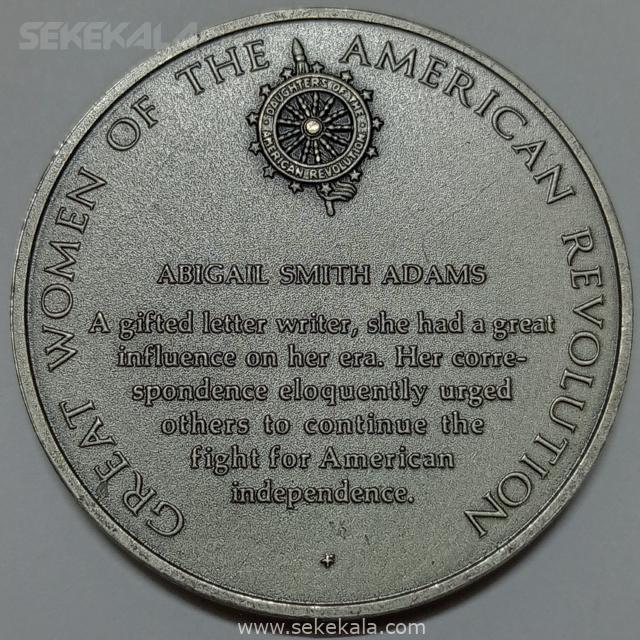 SEKEKALA
GREAT WOMEN OF THE AMERICAN REVOLUTION
DAUGHTERS OF THE
AMERICAN REVOLUTION
ABIGAIL SMITH ADAMS
A gifted letter writer, she had a great
influence on her era. Her corre-
spondence eloquently urged
others to continue the
fight for American
independence.
www.sekekala.com